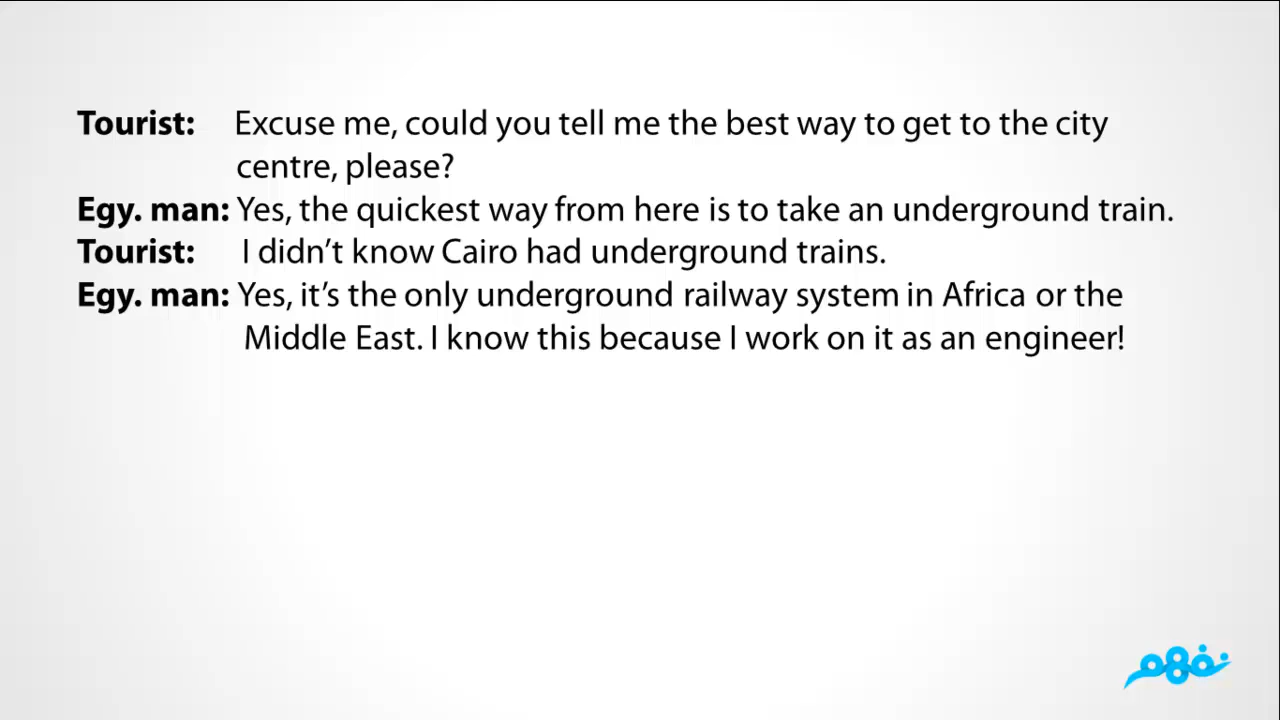 Tourist: Excuse me, could you tell me the best way to get to the city
centre, please?
Egy. man: Yes, the quickest way from here is to take an underground train.
Tourist: I didn't know Cairo had underground trains.
Egy. man: Yes, it's the only underground railway system in Africa or the
Middle East. I know this because I work on it as an engineer!
نفهم